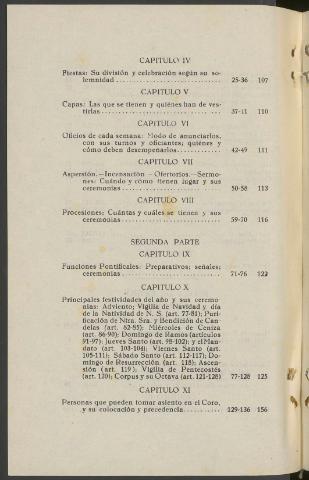 CAPITULO IV
Fiestas: Su división y celebración según su so-
lemnidad ............................ 25-36 107
CAPITULO V
Capas: Las que se tienen y quiénes han de ves-
tirlas ............................ 37-41 110
CAPITULO VI
Oficios de cada semana: Modo de anunciarlos,
con sus turnos y oficiantes; quiénes y
cómo deben desempeñarlos ............ 42-49 111
CAPITULO VII
Aspersión.—Incensación — Ofertorios.—Sermo-
nes: Cuándo y cómo tienen lugar y sus
ceremonias ............................ 50-58 113
CAPITULO VIII
Procesiones: Cuántas y cuáles se tienen y sus
ceremonias ............................ 59-70 116
SEGUNDA PARTE
CAPITULO IX
Funciones Pontificales: Preparativos; señales;
ceremonias ............................ 71-76 122
CAPITULO X
Principales festividades del año y sus ceremo-
nias: Adviento; Vigilia de Navidad y día
de la Natividad de N. S. (art. 77-81); Puri-
ficación de Ntra. Sra. y Bendición de Can-
delas (art. 82-85); Miércoles de Ceniza
(art. 86-90); Domingo de Ramos (artículos
91-97); Jueves Santo (art. 98-102); y el Man-
dato (art. 103-104); Viernes Santo (art.
105-111); Sábado Santo (art. 112-117); Do-
mingo de Resurrección (art. 118); Ascen-
sión (art. 119); Vigilia de Pentecostés
(art. 120); Corpus y su Octava (art. 121-128) 77-128 125
CAPITULO XI
Personas que pueden tomar asiento en el Coro,
y su colocación y precedencia ........... 129-136 156